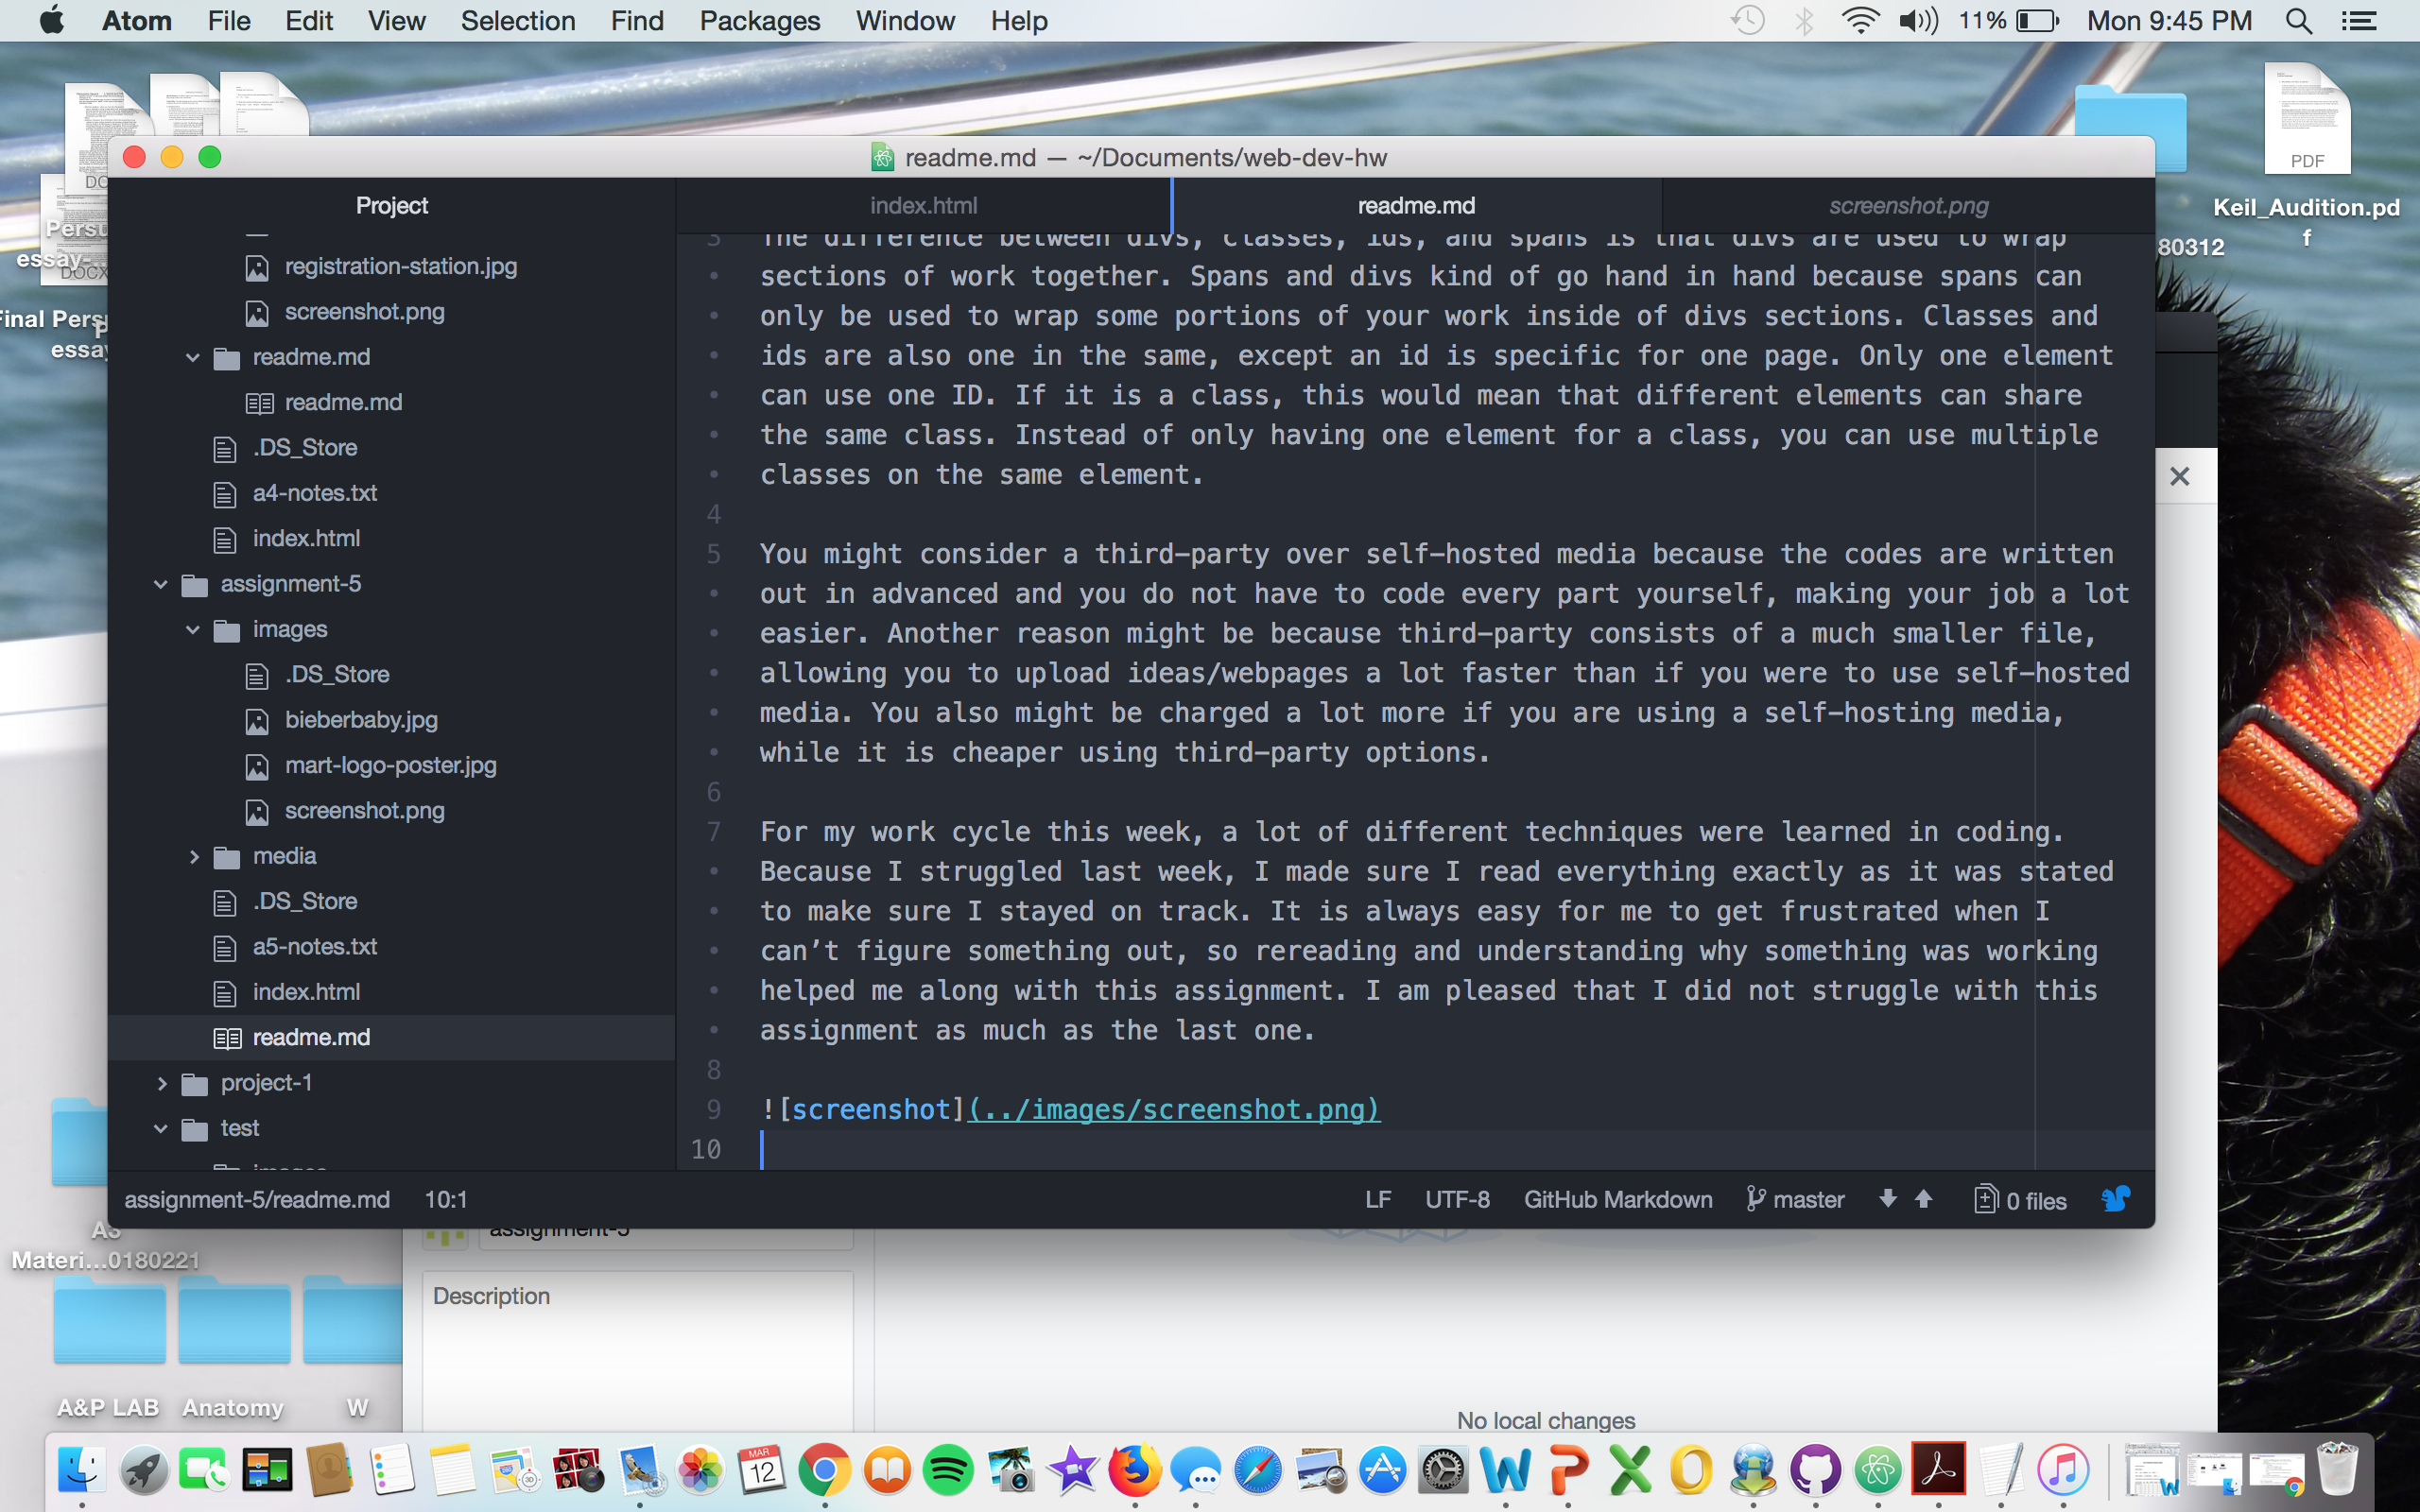 Atom File Edit View Selection Find Packages Window Help 11% Mon 9:45 PM
readme.md — ~/Documents/web-dev-hw
Project
index.html readme.md screenshot.png
registration-station.jpg
screenshot.png
readme.md
readme.md
.DS_Store
a4-notes.txt
index.html
assignment-5
images
.DS_Store
bieberbaby.jpg
mart-logo-poster.jpg
screenshot.png
media
.DS_Store
a5-notes.txt
index.html
readme.md
project-1
test
images
3 The difference between divs, classes, ids, and spans is that divs are used to wrap
sections of work together. Spans and divs kind of go hand in hand because spans can
only be used to wrap some portions of your work inside of divs sections. Classes and
ids are also one in the same, except an id is specific for one page. Only one element
can use one ID. If it is a class, this would mean that different elements can share
the same class. Instead of only having one element for a class, you can use multiple
classes on the same element.
4
5 You might consider a third-party over self-hosted media because the codes are written
out in advanced and you do not have to code every part yourself, making your job a lot
easier. Another reason might be because third-party consists of a much smaller file,
allowing you to upload ideas/webpages a lot faster than if you were to use self-hosted
media. You also might be charged a lot more if you are using a self-hosting media,
while it is cheaper using third-party options.
6
7 For my work cycle this week, a lot of different techniques were learned in coding.
Because I struggled last week, I made sure I read everything exactly as it was stated
to make sure I stayed on track. It is always easy for me to get frustrated when I
can’t figure something out, so rereading and understanding why something was working
helped me along with this assignment. I am pleased that I did not struggle with this
assignment as much as the last one.
8
9 ![screenshot](../images/screenshot.png)
10
assignment-5/readme.md 10:1 LF UTF-8 GitHub Markdown master 0 files
DOCX
Persu
essay-
Final Persu
essay
PDF
Keil_Audition.pd
f
80312
A3
Materi...0180221
A&P LAB Anatomy W
assignment-5
Description
No local changes
MAR
12